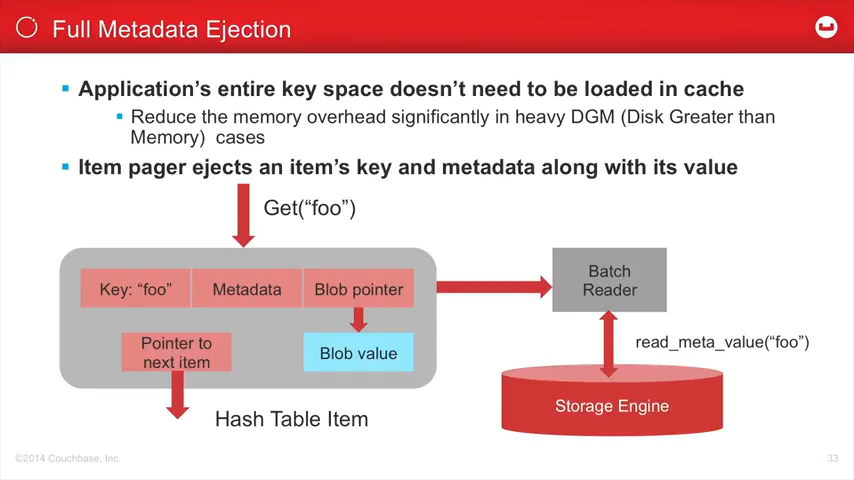 Full Metadata Ejection
Application’s entire key space doesn’t need to be loaded in cache
Reduce the memory overhead significantly in heavy DGM (Disk Greater than
Memory) cases
Item pager ejects an item’s key and metadata along with its value
Get(“foo”)
Key: “foo”
Metadata
Blob pointer
Batch
Reader
Pointer to
next item
Blob value
read_meta_value(“foo”)
Hash Table Item
Storage Engine
©2014 Couchbase, Inc.
33